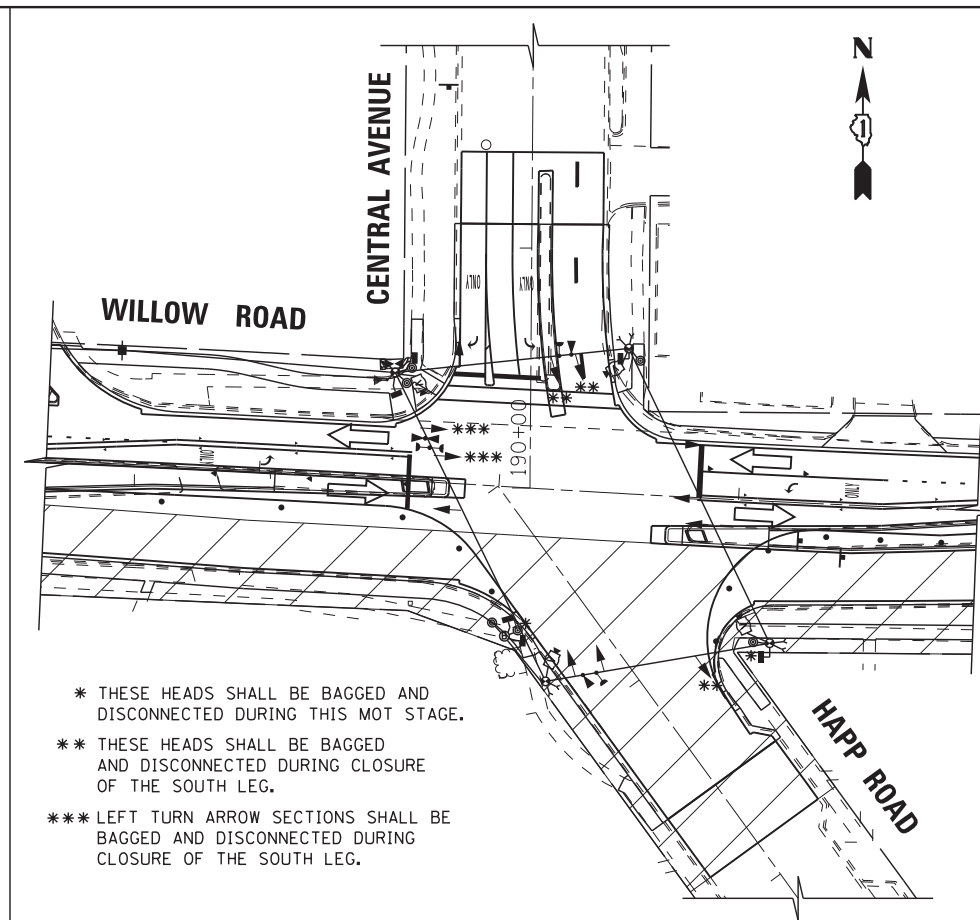 N
1
CENTRAL AVENUE
WILLOW ROAD
ONLY
ONLY
***
**
**
***
190+00
ONLY
ONLY
*
*
**
HAPP ROAD
* THESE HEADS SHALL BE BAGGED AND
DISCONNECTED DURING THIS MOT STAGE.
** THESE HEADS SHALL BE BAGGED
AND DISCONNECTED DURING CLOSURE
OF THE SOUTH LEG.
*** LEFT TURN ARROW SECTIONS SHALL BE
BAGGED AND DISCONNECTED DURING
CLOSURE OF THE SOUTH LEG.